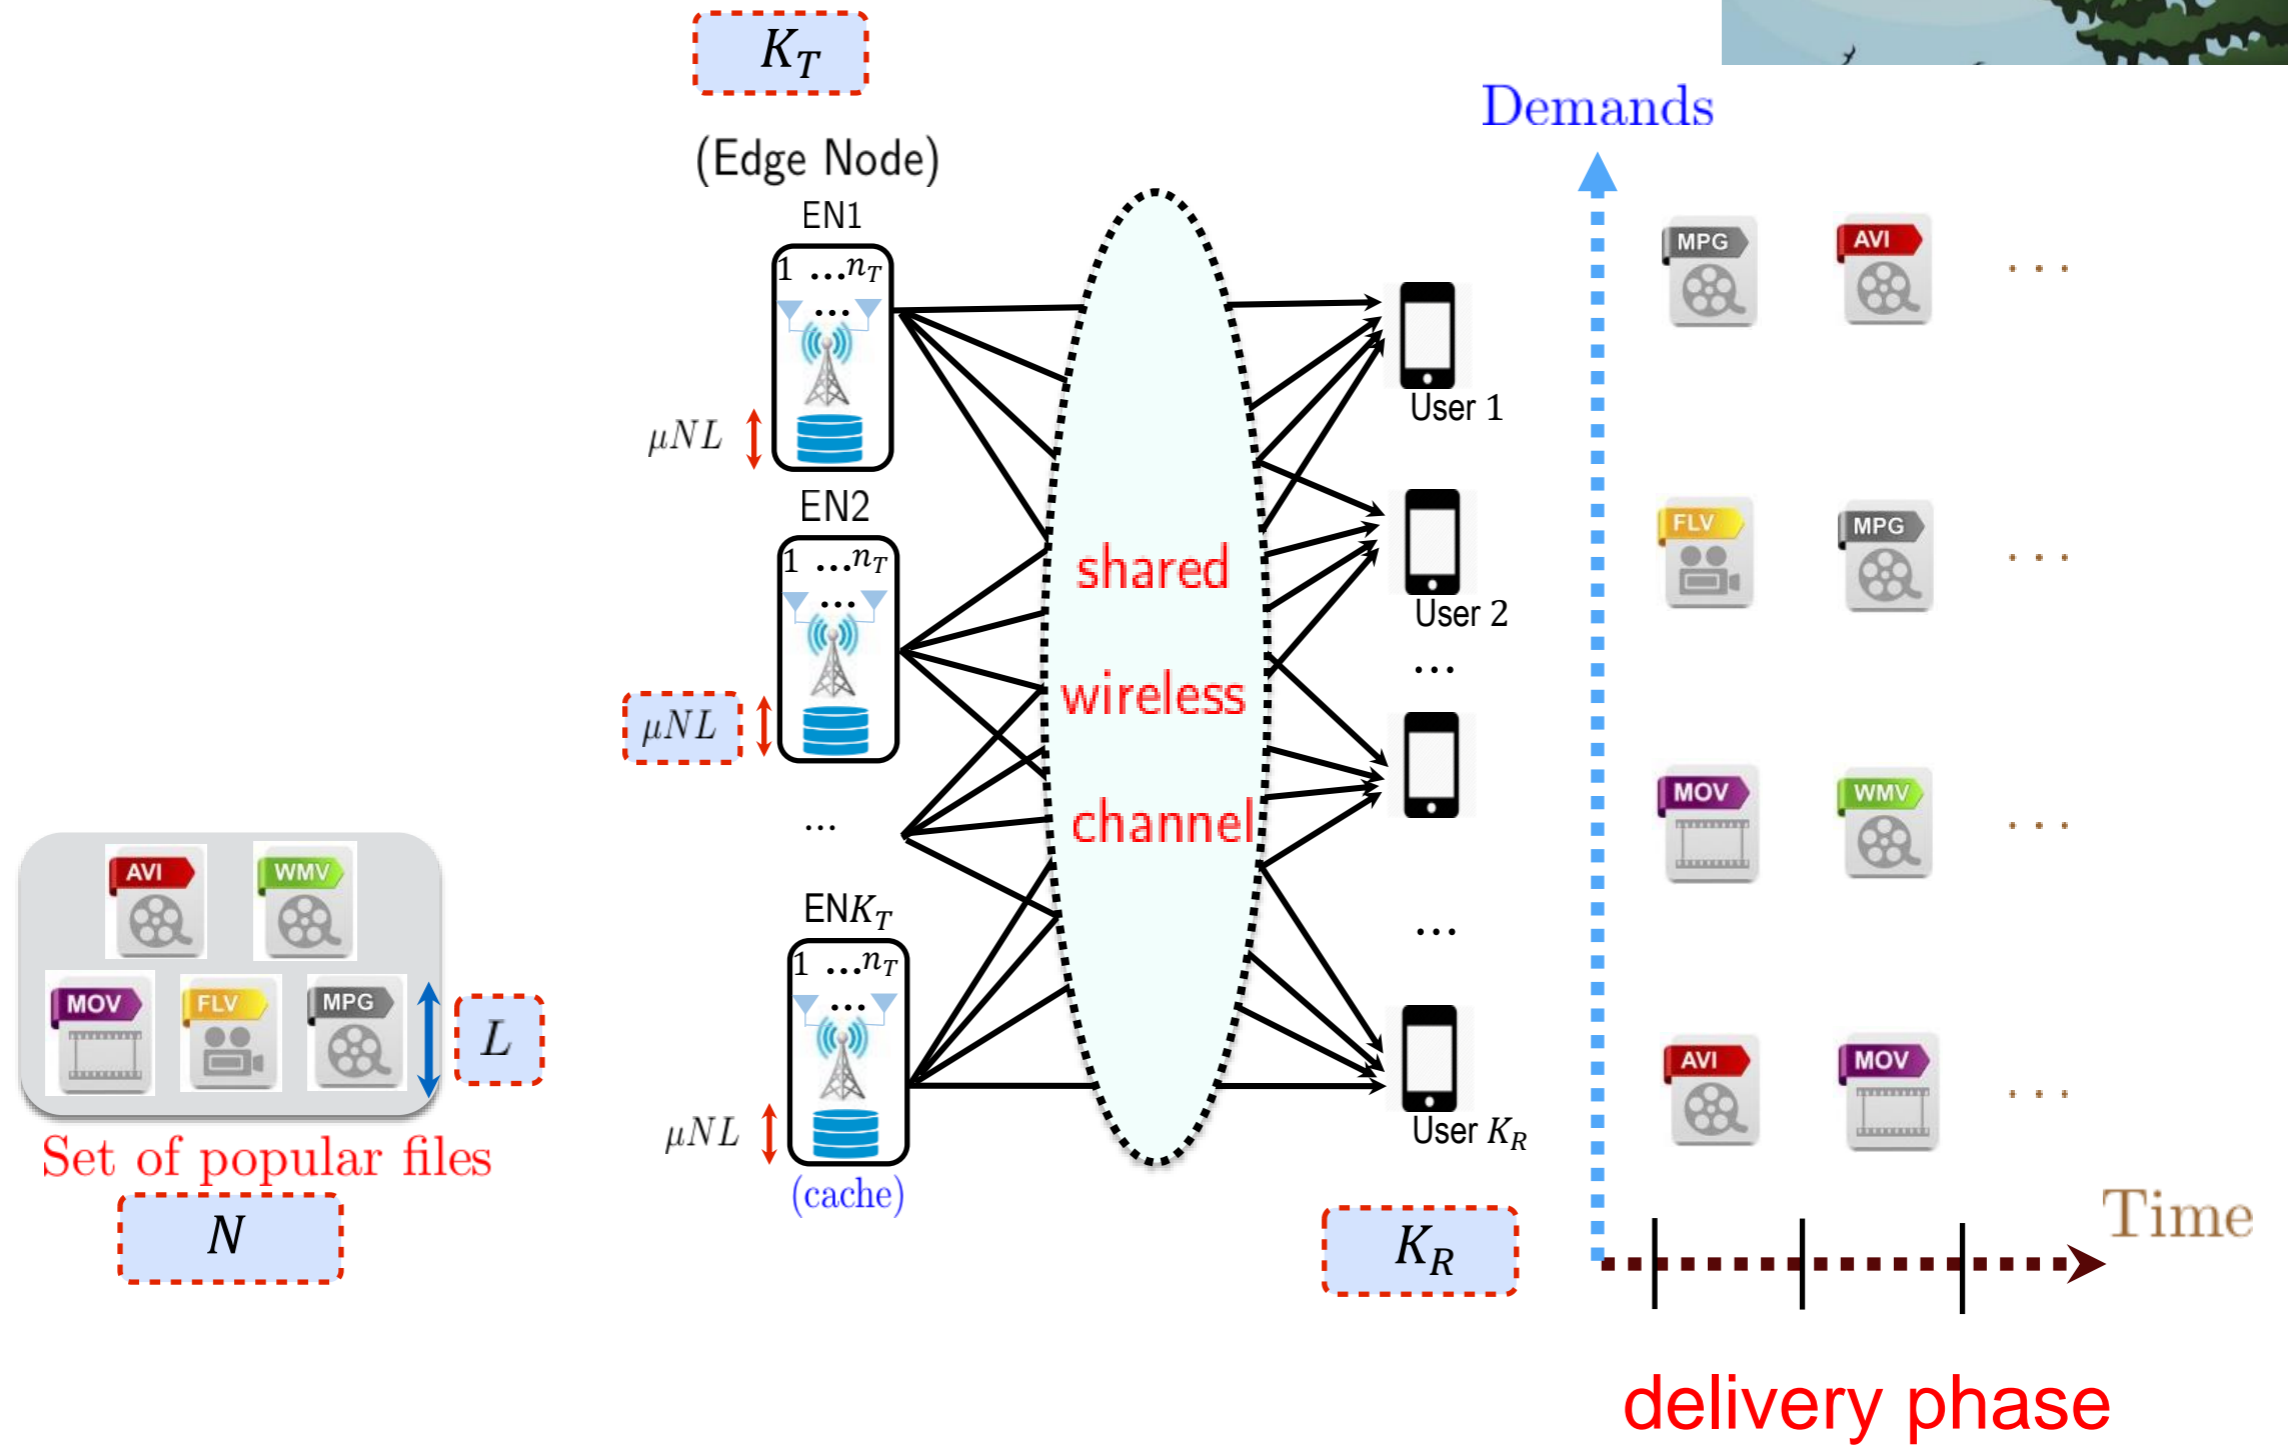 K_T
(Edge Node)
EN1
1 ...n_T
...
μNL
EN2
1 ...n_T
...
μNL
...
ENK_T
1 ...n_T
...
μNL
(cache)
AVI WMV
MOV FLV MPG
L
Set of popular files
N
shared
wireless
channel
User 1
User 2
...
...
User K_R
K_R
Demands
MPG AVI ...
FLV MPG ...
MOV WMV ...
AVI MOV ...
Time
delivery phase